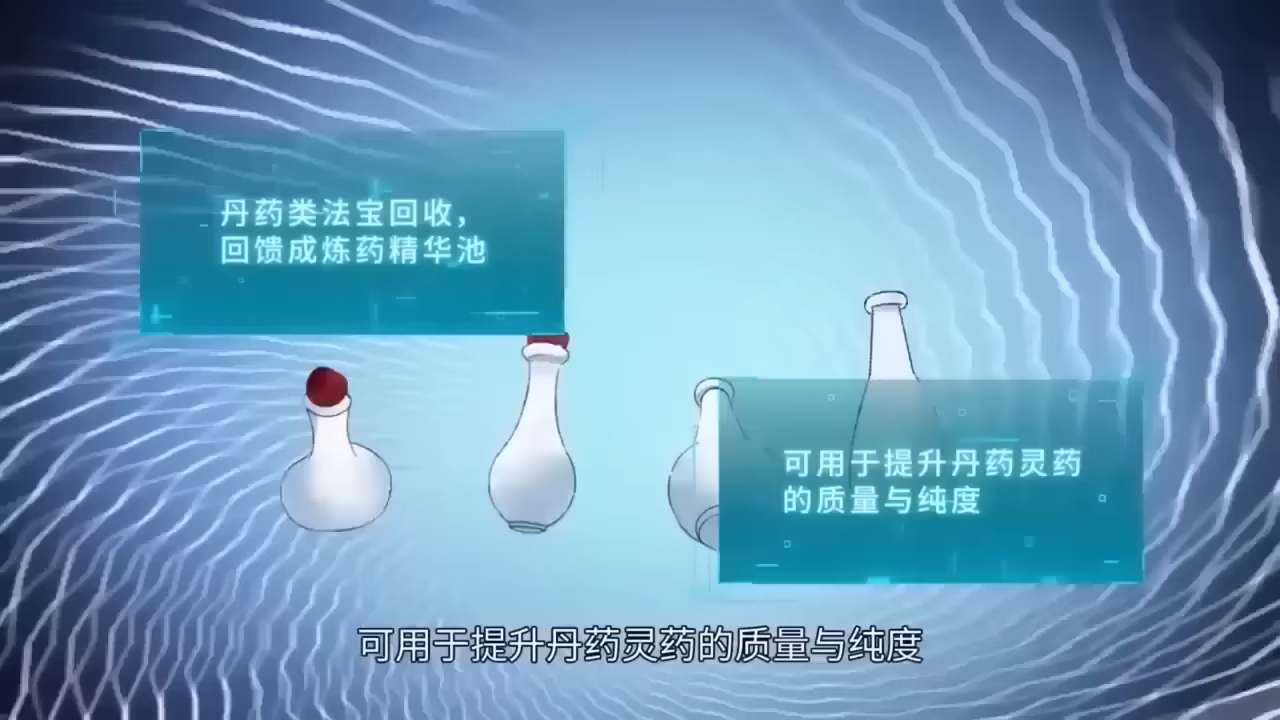 丹药类法宝回收，
回馈成炼药精华池
可用于提升丹药灵药
的质量与纯度
可用于提升丹药灵药的质量与纯度